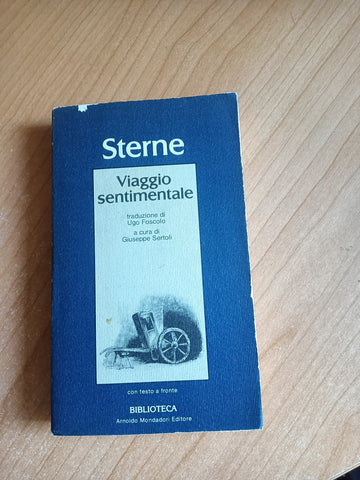 Sterne
Viaggio
sentimentale
traduzione di
Ugo Foscolo
a cura di
Giuseppe Sertoli
con testo a fronte
BIBLIOTECA
Arnoldo Mondadori Editore